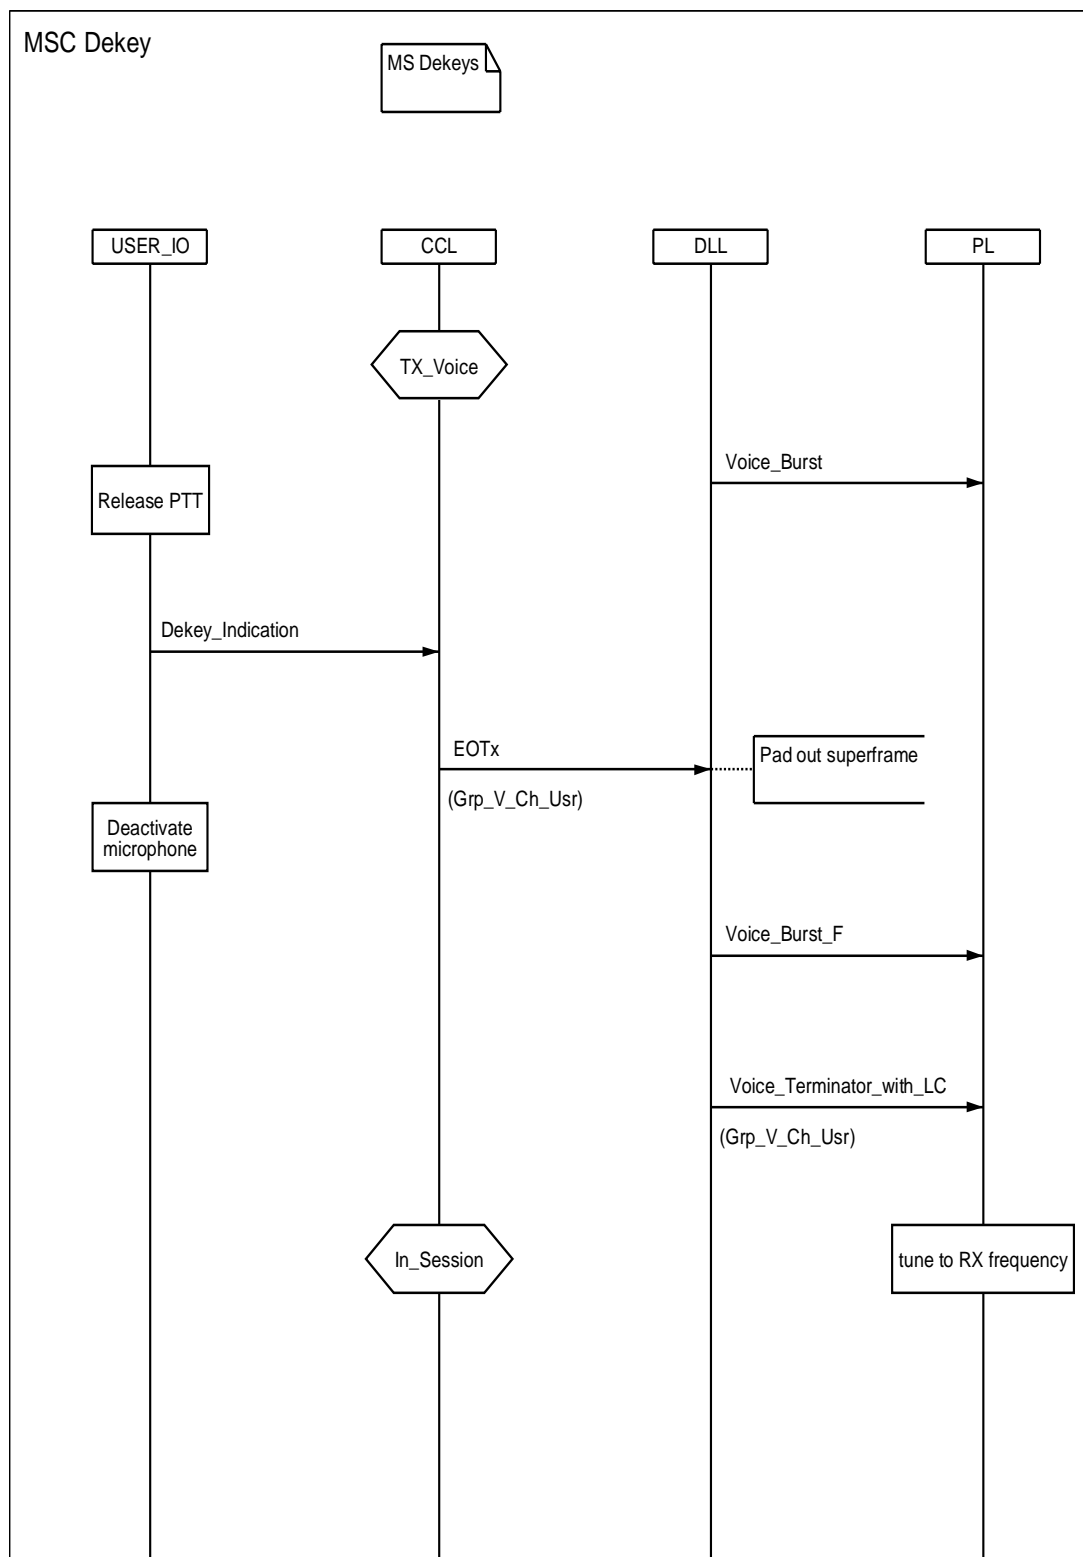 MSC Dekey
MS Dekeys
USER_IO
CCL
DLL
PL
TX_Voice
Voice_Burst
Release PTT
Dekey_Indication
EOTx
Pad out superframe
(Grp_V_Ch_Usr)
Deactivate
microphone
Voice_Burst_F
Voice_Terminator_with_LC
(Grp_V_Ch_Usr)
In_Session
tune to RX frequency